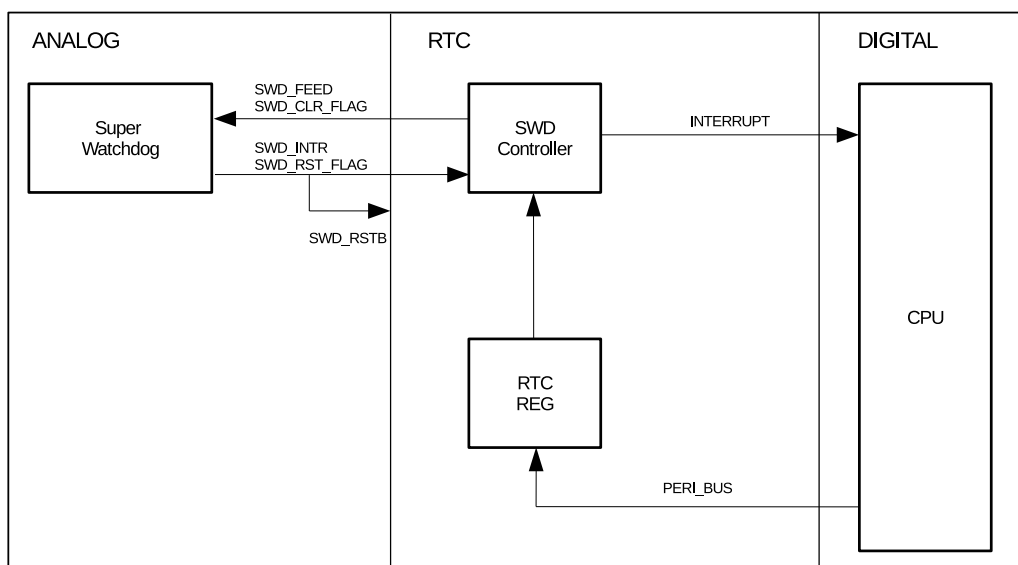 ANALOG
RTC
DIGITAL
SWD_FEED
SWD_CLR_FLAG
Super
Watchdog
SWD_INTR
SWD_RST_FLAG
SWD_RSTB
SWD
Controller
INTERRUPT
CPU
RTC
REG
PERI_BUS